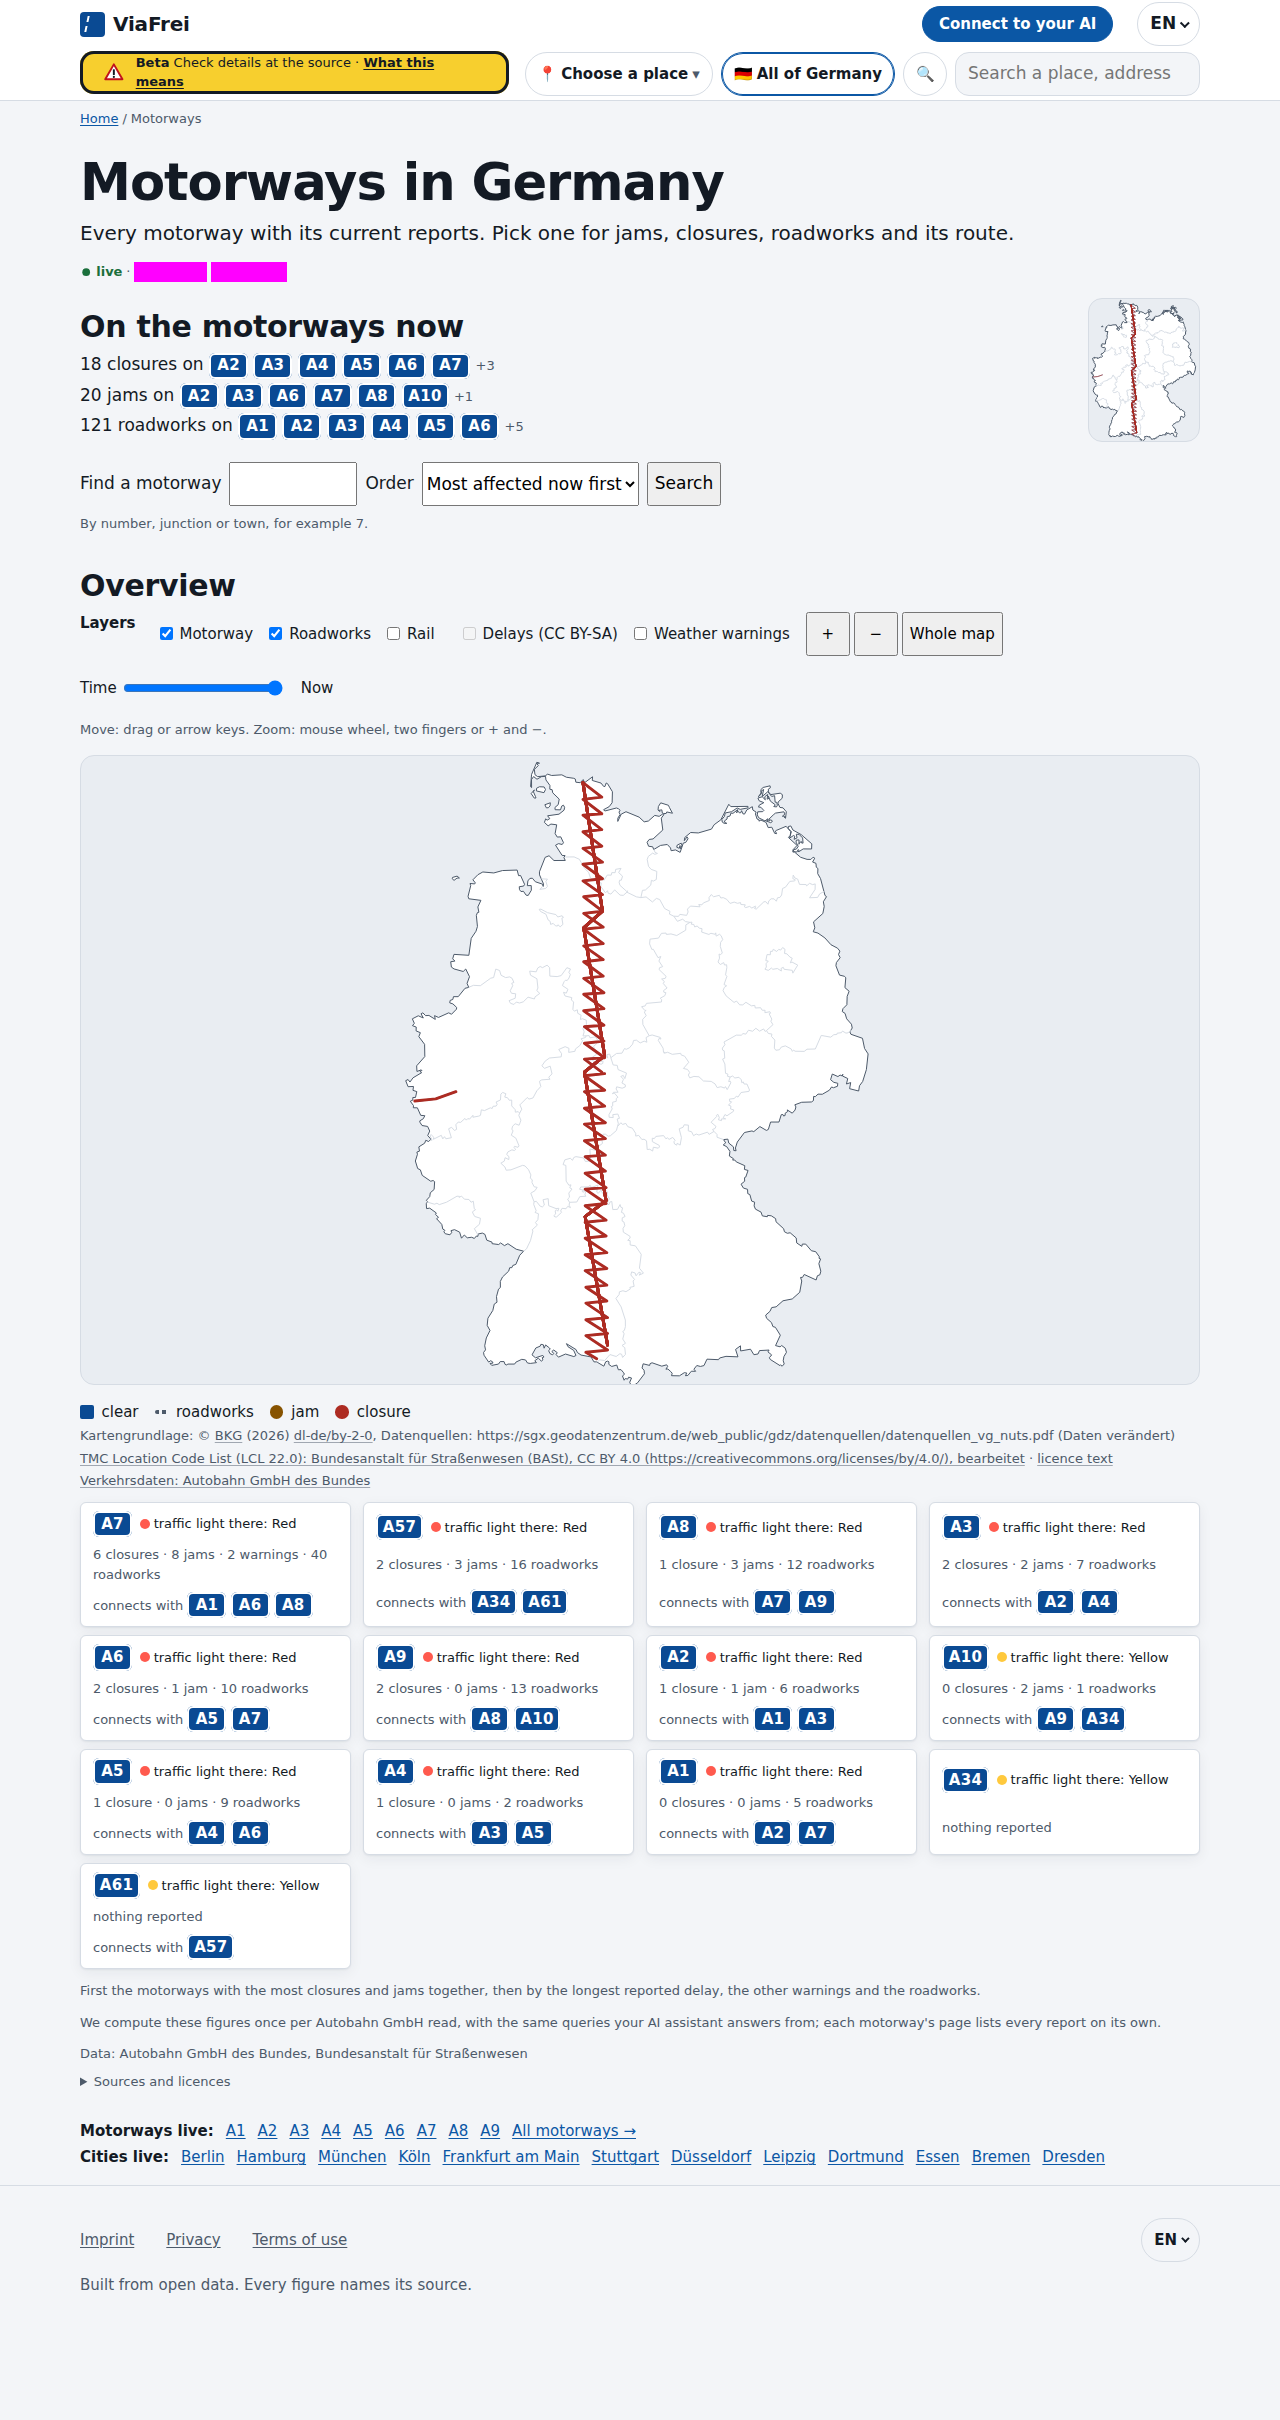 ViaFrei
Connect to your AI
EN
Beta Check details at the source · What this means
Choose a place ▾
All of Germany
Search a place, address
Home / Motorways
Motorways in Germany
Every motorway with its current reports. Pick one for jams, closures, roadworks and its route.
live ·
On the motorways now
18 closures on A2 A3 A4 A5 A6 A7 +3
20 jams on A2 A3 A6 A7 A8 A10 +1
121 roadworks on A1 A2 A3 A4 A5 A6 +5
Find a motorway
Order
Most affected now first
Search
By number, junction or town, for example 7.
Overview
Layers
Motorway
Roadworks
Rail
Delays (CC BY-SA)
Weather warnings
+
−
Whole map
Time
Now
Move: drag or arrow keys. Zoom: mouse wheel, two fingers or + and −.
clear
roadworks
jam
closure
Kartengrundlage: © BKG (2026) dl-de/by-2-0, Datenquellen: https://sgx.geodatenzentrum.de/web_public/gdz/datenquellen/datenquellen_vg_nuts.pdf (Daten verändert)
TMC Location Code List (LCL 22.0): Bundesanstalt für Straßenwesen (BASt), CC BY 4.0 (https://creativecommons.org/licenses/by/4.0/), bearbeitet · licence text
Verkehrsdaten: Autobahn GmbH des Bundes
A7 traffic light there: Red
6 closures · 8 jams · 2 warnings · 40 roadworks
connects with A1 A6 A8
A57 traffic light there: Red
2 closures · 3 jams · 16 roadworks
connects with A34 A61
A8 traffic light there: Red
1 closure · 3 jams · 12 roadworks
connects with A7 A9
A3 traffic light there: Red
2 closures · 2 jams · 7 roadworks
connects with A2 A4
A6 traffic light there: Red
2 closures · 1 jam · 10 roadworks
connects with A5 A7
A9 traffic light there: Red
2 closures · 0 jams · 13 roadworks
connects with A8 A10
A2 traffic light there: Red
1 closure · 1 jam · 6 roadworks
connects with A1 A3
A10 traffic light there: Yellow
0 closures · 2 jams · 1 roadworks
connects with A9 A34
A5 traffic light there: Red
1 closure · 0 jams · 9 roadworks
connects with A4 A6
A4 traffic light there: Red
1 closure · 0 jams · 2 roadworks
connects with A3 A5
A1 traffic light there: Red
0 closures · 0 jams · 5 roadworks
connects with A2 A7
A34 traffic light there: Yellow
nothing reported
A61 traffic light there: Yellow
nothing reported
connects with A57
First the motorways with the most closures and jams together, then by the longest reported delay, the other warnings and the roadworks.
We compute these figures once per Autobahn GmbH read, with the same queries your AI assistant answers from; each motorway's page lists every report on its own.
Data: Autobahn GmbH des Bundes, Bundesanstalt für Straßenwesen
Sources and licences
Motorways live: A1 A2 A3 A4 A5 A6 A7 A8 A9 All motorways →
Cities live: Berlin Hamburg München Köln Frankfurt am Main Stuttgart Düsseldorf Leipzig Dortmund Essen Bremen Dresden
Imprint Privacy Terms of use
EN
Built from open data. Every figure names its source.